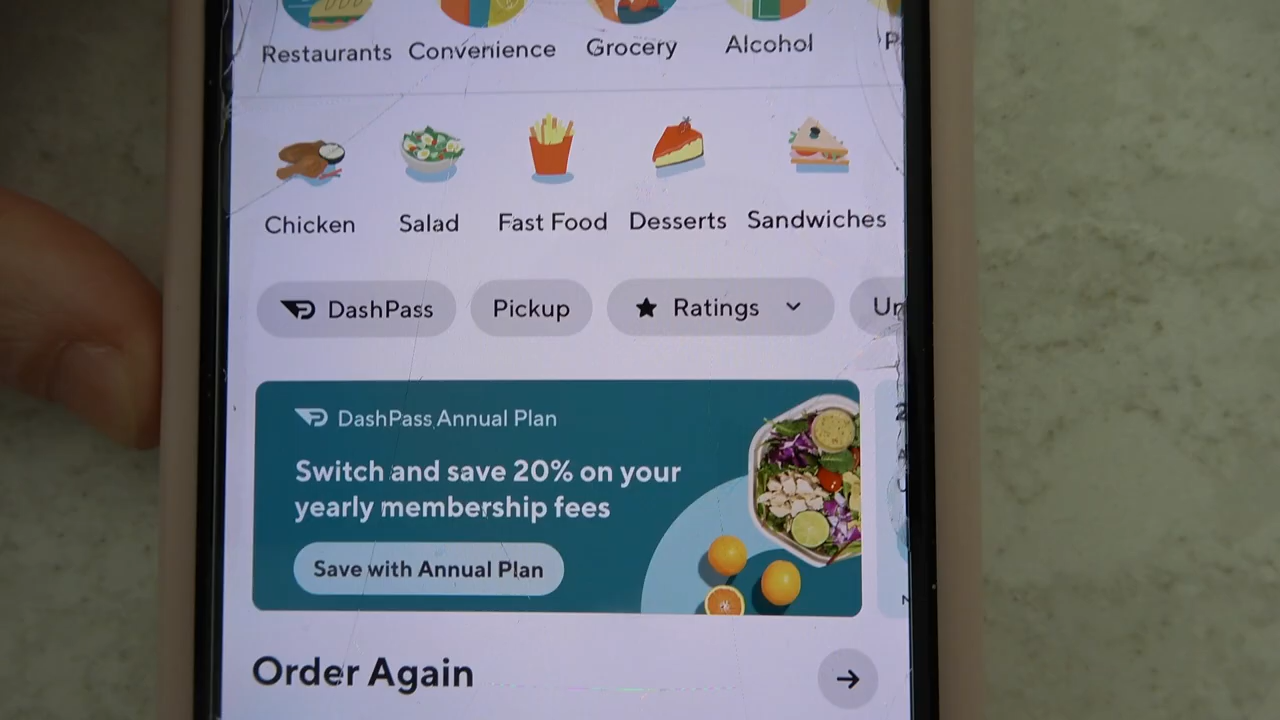 Restaurants Convenience Grocery Alcohol P
Chicken Salad Fast Food Desserts Sandwiches
DashPass Pickup Ratings Un
DashPass Annual Plan
Switch and save 20% on your
yearly membership fees
Save with Annual Plan
Order Again